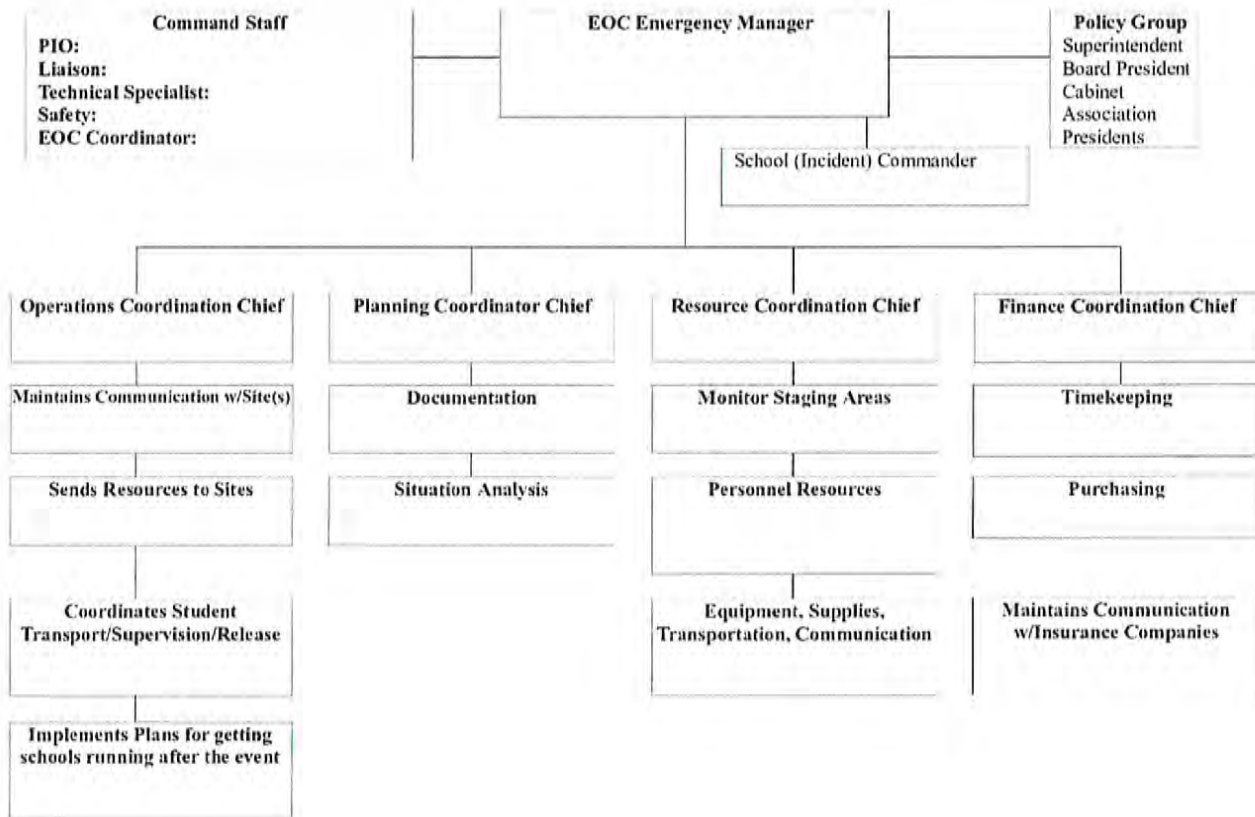 Command Staff
PIO:
Liaison:
Technical Specialist:
Safety:
EOC Coordinator:
EOC Emergency Manager
Policy Group
Superintendent
Board President
Cabinet
Association
Presidents
School (Incident) Commander
Operations Coordination Chief
Planning Coordinator Chief
Resource Coordination Chief
Finance Coordination Chief
Maintains Communication w/Site(s)
Documentation
Monitor Staging Areas
Timekeeping
Sends Resources to Sites
Situation Analysis
Personnel Resources
Purchasing
Coordinates Student
Transport/Supervision/Release
Equipment, Supplies,
Transportation, Communication
Maintains Communication
w/Insurance Companies
Implements Plans for getting
schools running after the event